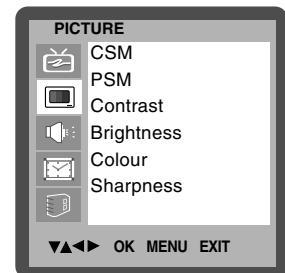 PICTURE
CSM
PSM
Contrast
Brightness
Colour
Sharpness
▼▲◀▶ OK MENU EXIT